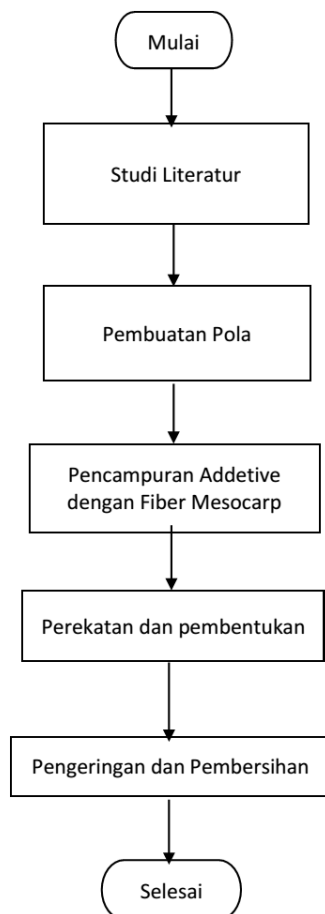 Mulai
Studi Literatur
Pembuatan Pola
Pencampuran Addetive
dengan Fiber Mesocarp
Perekatan dan pembentukan
Pengeringan dan Pembersihan
Selesai